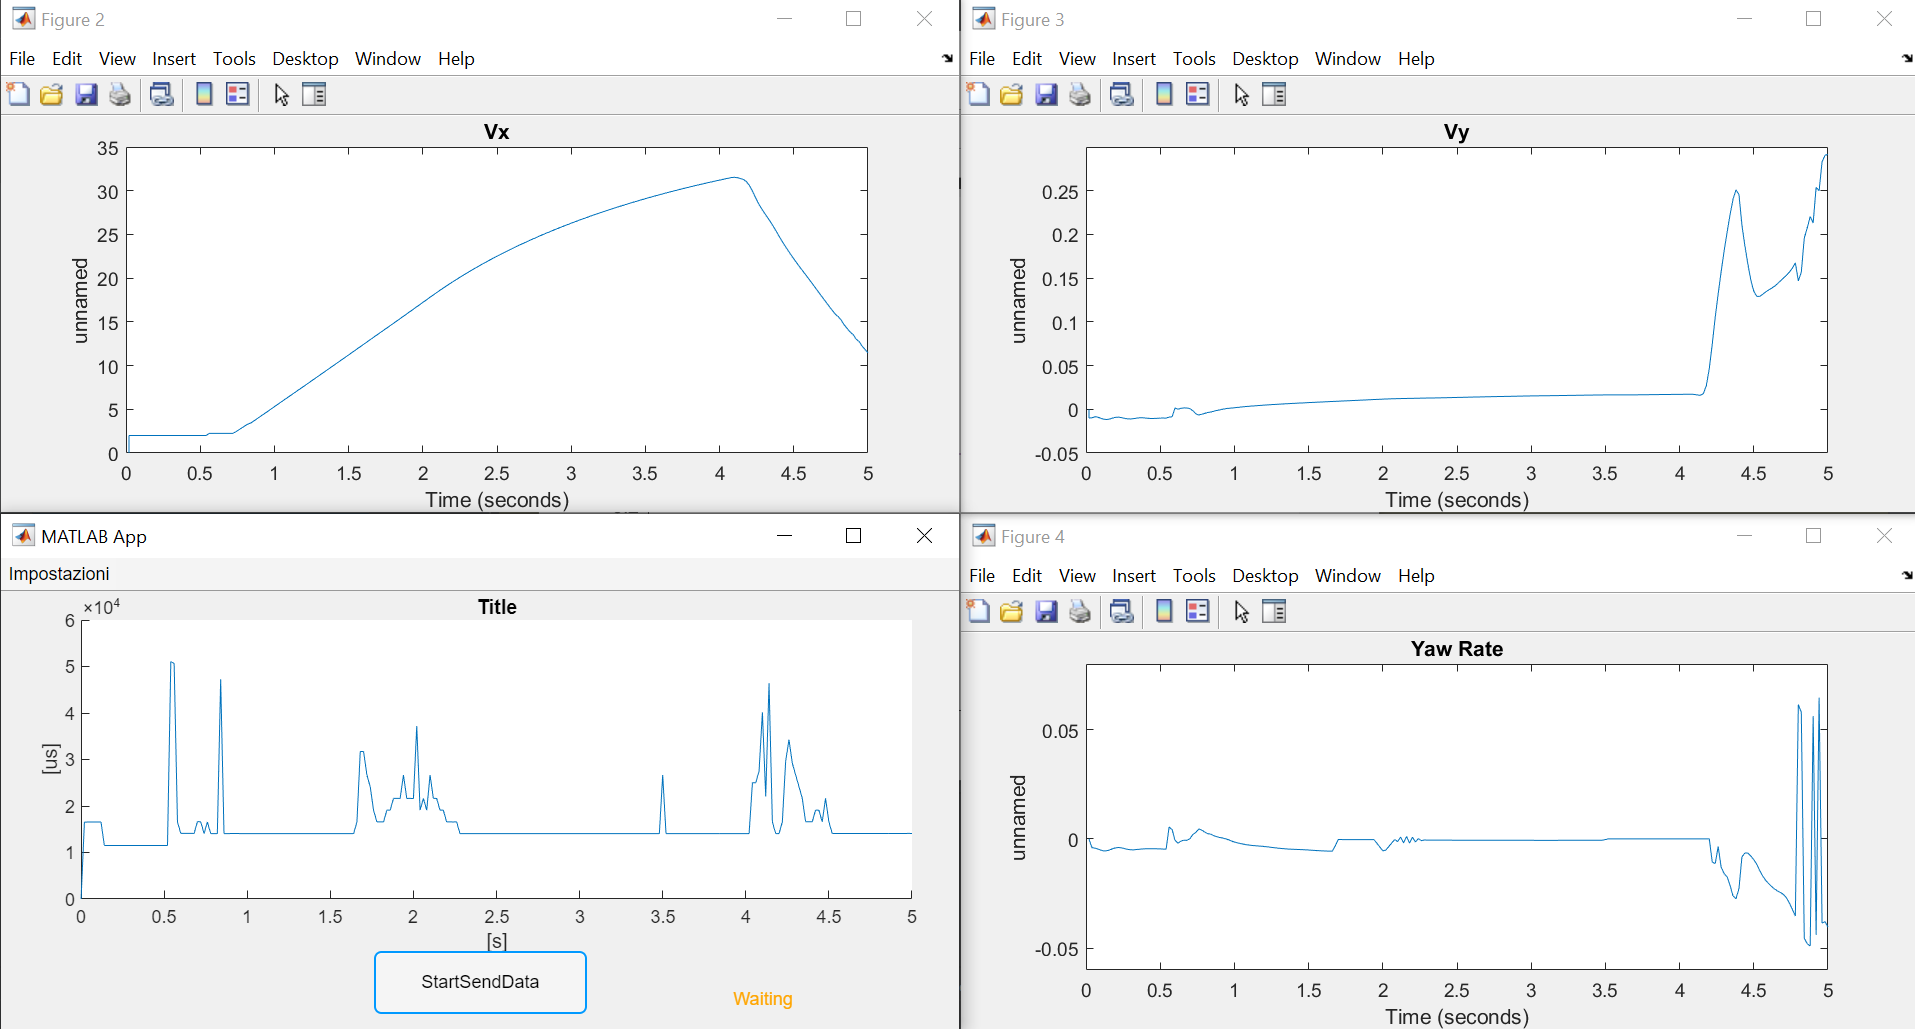 Figure 2
File Edit View Insert Tools Desktop Window Help
Vx
35
30
25
20
15
10
5
0
unnamed
0 0.5 1 1.5 2 2.5 3 3.5 4 4.5 5
Time (seconds)
Figure 3
File Edit View Insert Tools Desktop Window Help
Vy
0.25
0.2
0.15
0.1
0.05
0
-0.05
unnamed
0 0.5 1 1.5 2 2.5 3 3.5 4 4.5 5
Time (seconds)
MATLAB App
Impostazioni
×10⁴
Title
6
5
4
3
2
1
0
[us]
0 0.5 1 1.5 2 2.5 3 3.5 4 4.5 5
[s]
StartSendData
Waiting
Figure 4
File Edit View Insert Tools Desktop Window Help
Yaw Rate
0.05
0
-0.05
unnamed
0 0.5 1 1.5 2 2.5 3 3.5 4 4.5 5
Time (seconds)